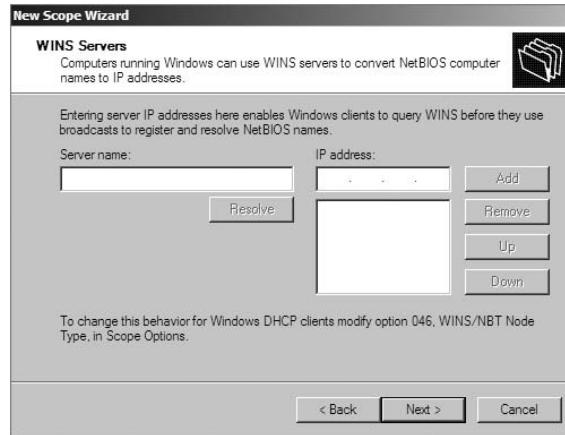 New Scope Wizard
WINS Servers
Computers running Windows can use WINS servers to convert NetBIOS computer
names to IP addresses.
Entering server IP addresses here enables Windows clients to query WINS before they use
broadcasts to register and resolve NetBIOS names.
Server name: IP address:
. . . Add
Resolve Remove
Up
Down
To change this behavior for Windows DHCP clients modify option 046, WINS/NBT Node
Type, in Scope Options.
< Back Next > Cancel